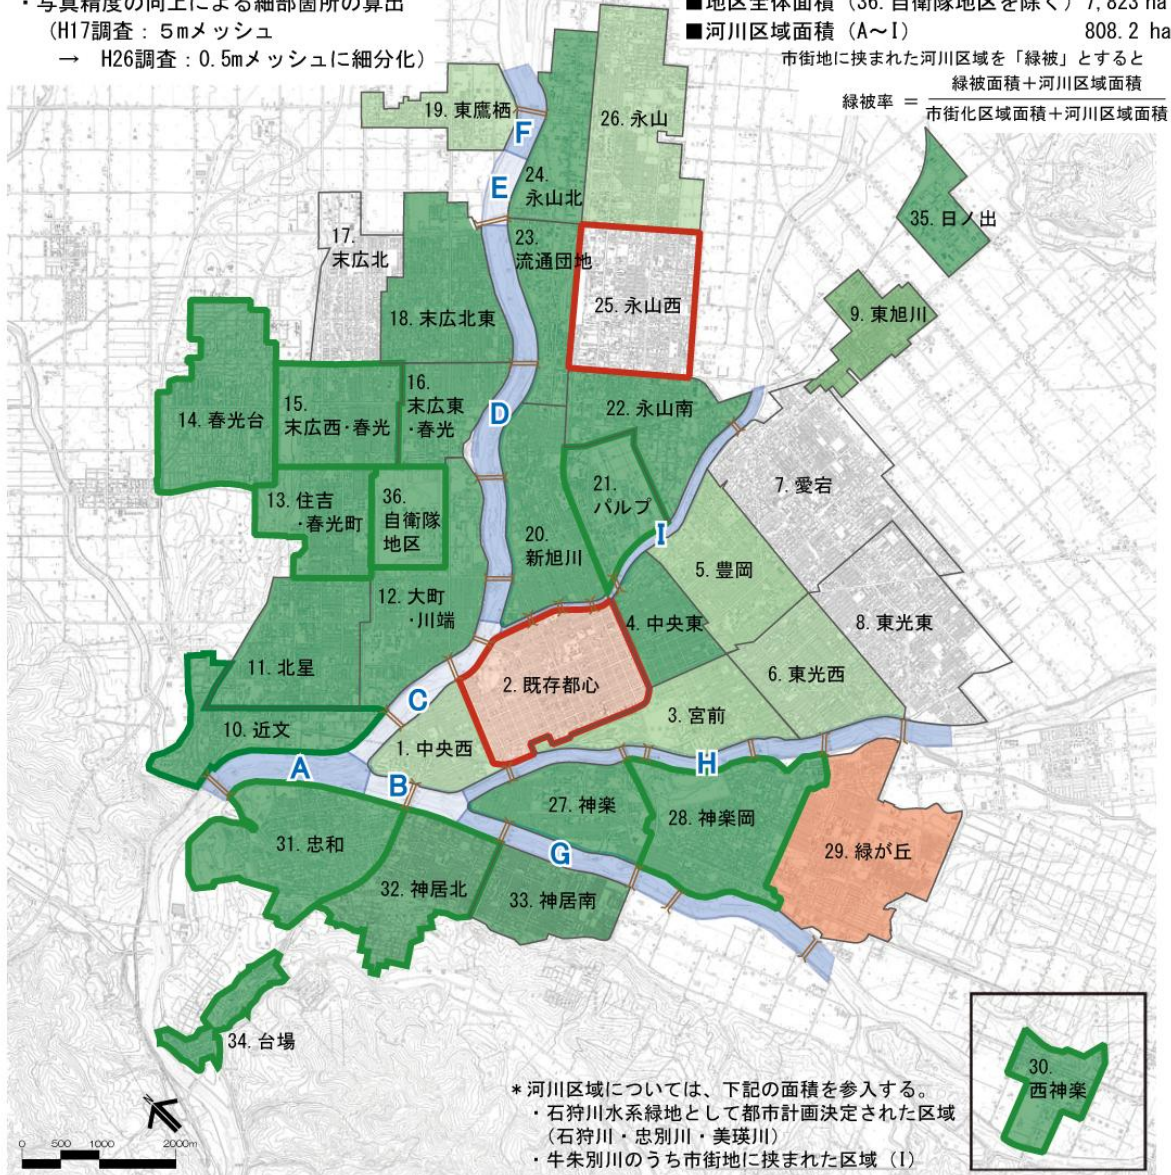 ・写真精度の向上による細部箇所の算出
(H17調査：５mメッシュ
→ H26調査：0.5mメッシュに細分化)
■地区全体面積（36.自衛隊地区を除く）7,823 ha
■河川区域面積（A～I） 808.2 ha
市街地に挟まれた河川区域を「緑被」とすると
緑被率 ＝ 緑被面積＋河川区域面積
市街化区域面積＋河川区域面積
19. 東鷹栖
F
26. 永山
E
24.
永山北
35. 日ノ出
17.
末広北
23.
流通団地
25. 永山西
9. 東旭川
18. 末広北東
14. 春光台
15.
末広西・春光
16.
末広東
・春光
D
22. 永山南
7. 愛宕
21.
パルプ
13. 住吉
・春光町
36.
自衛隊
地区
20.
新旭川
I
5. 豊岡
12. 大町
・川端
4. 中央東
8. 東光東
11. 北星
2. 既存都心
6. 東光西
C
3. 宮前
10. 近文
1. 中央西
A
B
H
27. 神楽
28. 神楽岡
31. 忠和
G
29. 緑が丘
32. 神居北
33. 神居南
34. 台場
30.
西神楽
＊河川区域については、下記の面積を参入する。
・石狩川水系緑地として都市計画決定された区域
（石狩川・忠別川・美瑛川）
・牛朱別川のうち市街地に挟まれた区域（I）
N
0 500 1000 2000m